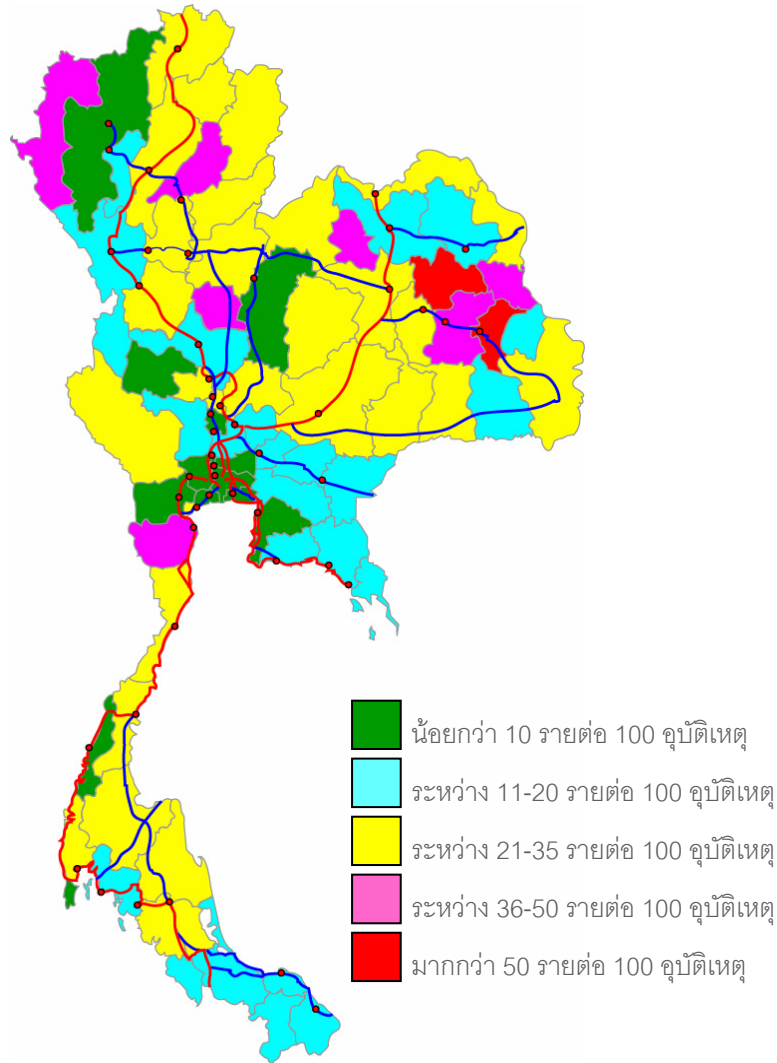 น้อยกว่า 10 รายต่อ 100 อุบัติเหตุ
ระหว่าง 11-20 รายต่อ 100 อุบัติเหตุ
ระหว่าง 21-35 รายต่อ 100 อุบัติเหตุ
ระหว่าง 36-50 รายต่อ 100 อุบัติเหตุ
มากกว่า 50 รายต่อ 100 อุบัติเหตุ